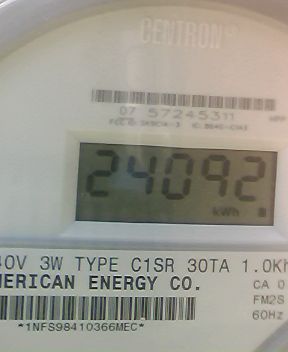 CENTRON®
07 57245311
24092
kWh
40V 3W TYPE C1SR 30TA 1.0Kh
MERICAN ENERGY CO.
CA 0
FM2S
60Hz
*1NFS98410366MEC*